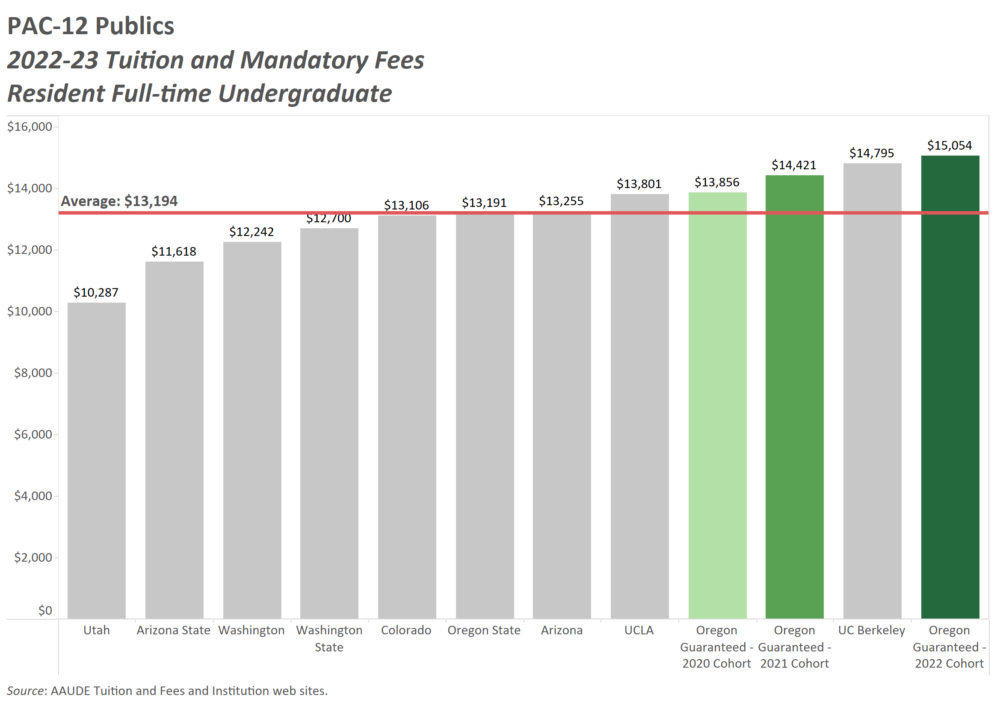 PAC-12 Publics
2022-23 Tuition and Mandatory Fees
Resident Full-time Undergraduate
$16,000
$14,000
$12,000
$10,000
$8,000
$6,000
$4,000
$2,000
$0
Average: $13,194
$10,287
$11,618
$12,242
$12,700
$13,106
$13,191
$13,255
$13,801
$13,856
$14,421
$14,795
$15,054
Utah
Arizona State
Washington
Washington
State
Colorado
Oregon State
Arizona
UCLA
Oregon
Guaranteed -
2020 Cohort
Oregon
Guaranteed -
2021 Cohort
UC Berkeley
Oregon
Guaranteed -
2022 Cohort
Source: AAUDE Tuition and Fees and Institution web sites.